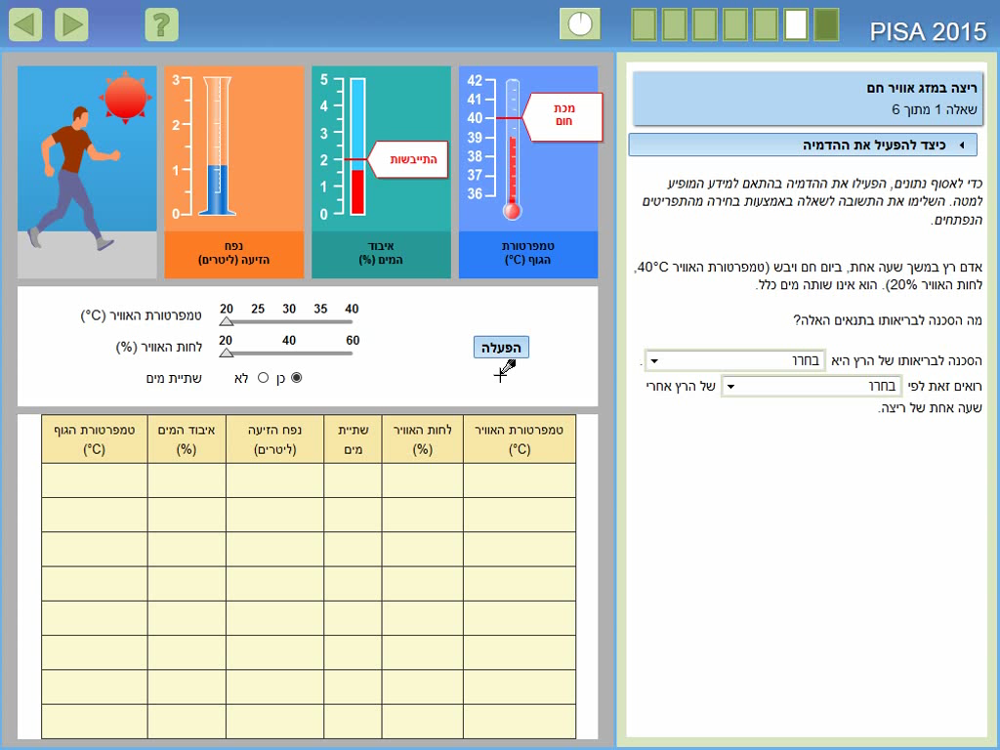 PISA 2015
?
ריצה במזג אוויר חם
שאלה 1 מתוך 6
כיצד להפעיל את ההדמיה
כדי לאסוף נתונים, הפעילו את ההדמיה בהתאם למידע המופיע
למטה. השלימו את התשובה לשאלה באמצעות בחירה מהתפריטים
הנפתחים.
אדם רץ במשך שעה אחת, ביום חם ויבש (טמפרטורת האוויר 40°C,
לחות האוויר 20%). הוא אינו שותה מים כלל.
מה הסכנה לבריאותו בתנאים האלה?
הסכנה לבריאותו של הרץ היא בחרו .
רואים זאת לפי בחרו של הרץ אחרי
שעה אחת של ריצה.
42
41
40
39
38
37
36
מכת
חום
טמפרטורת
הגוף (°C)
5
4
3
2
1
0
התייבשות
איבוד
המים (%)
3
2
1
0
נפח
הזיעה (ליטרים)
טמפרטורת האוויר (°C) 20 25 30 35 40
לחות האוויר (%) 20 40 60
שתיית מים כן לא
הפעלה
טמפרטורת האוויר
(°C)
לחות האוויר
(%)
שתיית
מים
נפח הזיעה
(ליטרים)
איבוד המים
(%)
טמפרטורת הגוף
(°C)